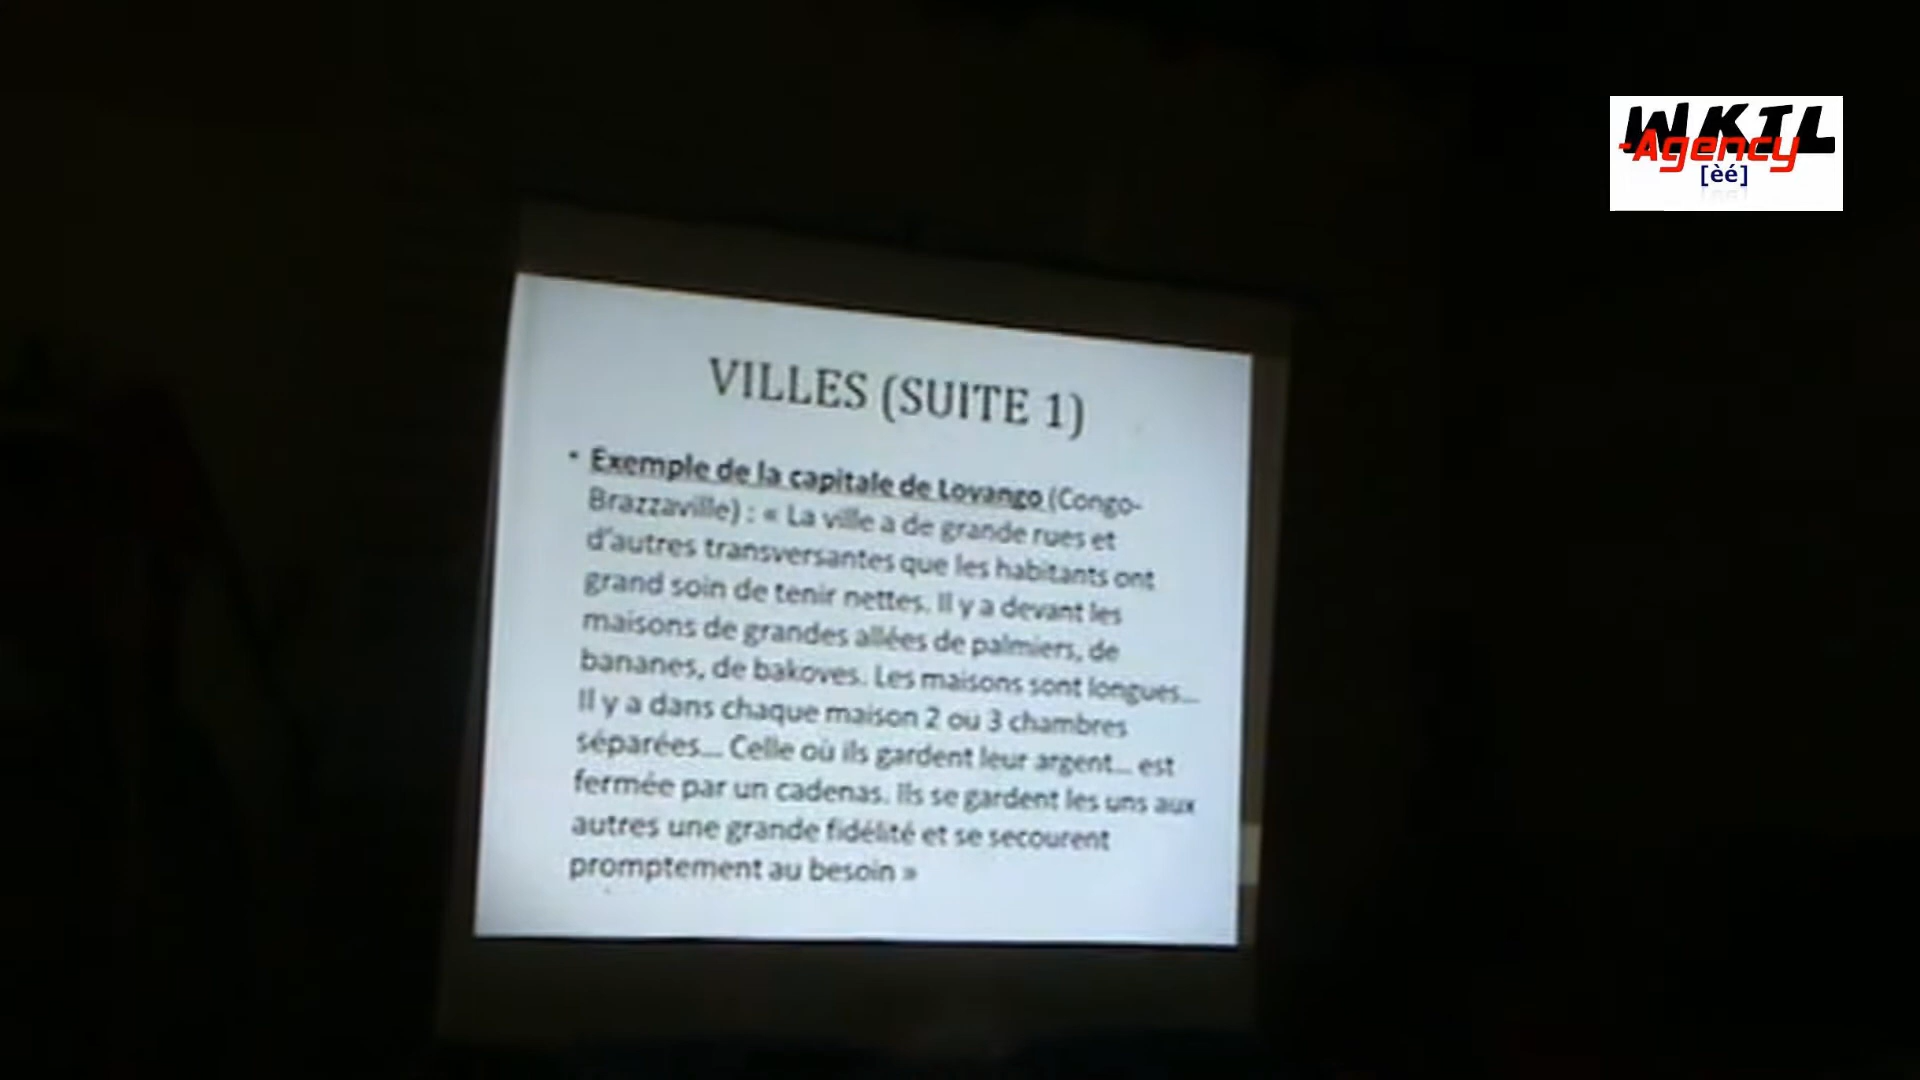 WKTL
-Agency
[èé]
VILLES (SUITE 1)
• Exemple de la capitale de Lovango (Congo-
Brazzaville) : « La ville a de grande rues et
d'autres transversantes que les habitants ont
grand soin de tenir nettes. Il y a devant les
maisons de grandes allées de palmiers, de
bananes, de bakoves. Les maisons sont longues...
Il y a dans chaque maison 2 ou 3 chambres
séparées... Celle où ils gardent leur argent... est
fermée par un cadenas. Ils se gardent les uns aux
autres une grande fidélité et se secourent
promptement au besoin »